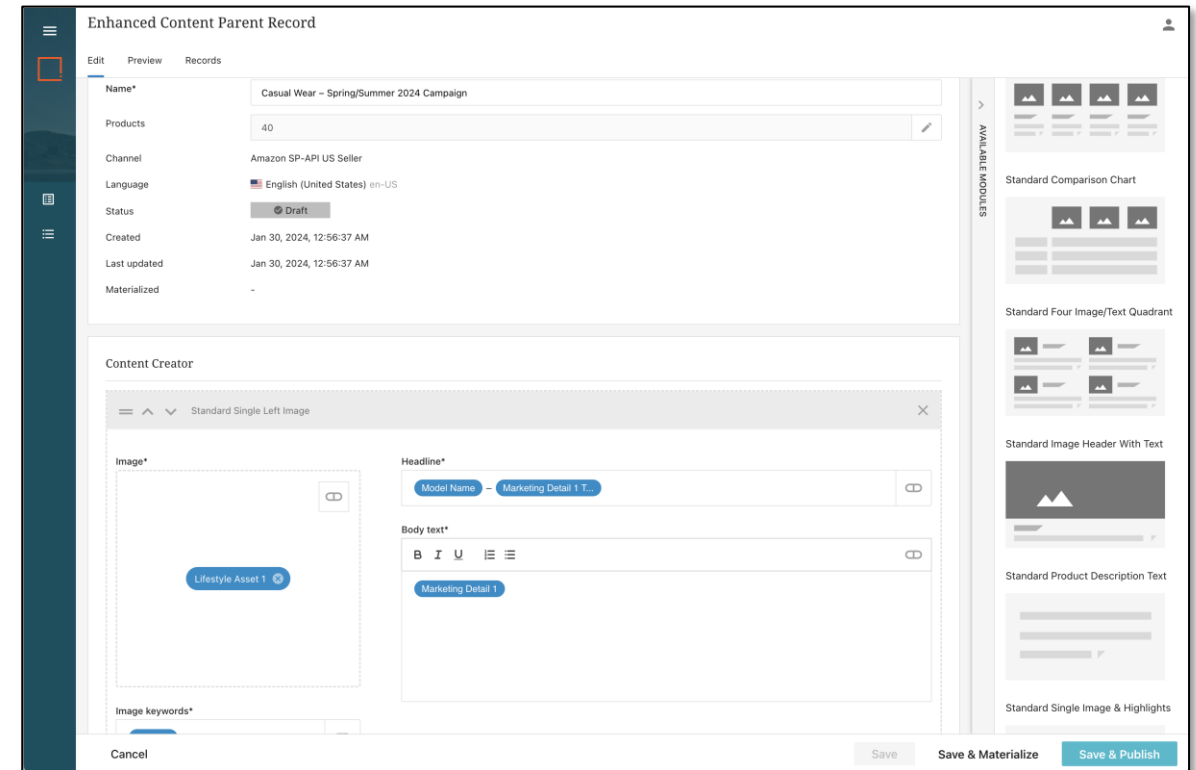 Enhanced Content Parent Record
Edit Preview Records
Name* Casual Wear – Spring/Summer 2024 Campaign
Products 40
Channel Amazon SP-API US Seller
Language English (United States) en-US
Status Draft
Created Jan 30, 2024, 12:56:37 AM
Last updated Jan 30, 2024, 12:56:37 AM
Materialized -
Content Creator
Standard Single Left Image
Image*
Lifestyle Asset 1
Headline*
Model Name – Marketing Detail 1 T...
Body text*
B I U
Marketing Detail 1
Image keywords*
AVAILABLE MODULES
Standard Comparison Chart
Standard Four Image/Text Quadrant
Standard Image Header With Text
Standard Product Description Text
Standard Single Image & Highlights
Cancel Save Save & Materialize Save & Publish